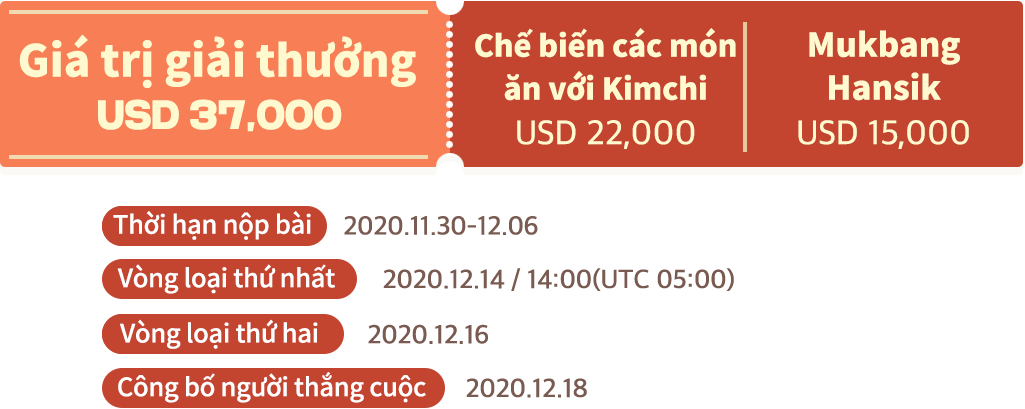 Giá trị giải thưởng
USD 37,000
Chế biến các món
ăn với Kimchi
USD 22,000
Mukbang
Hansik
USD 15,000
Thời hạn nộp bài 2020.11.30-12.06
Vòng loại thứ nhất 2020.12.14 / 14:00(UTC 05:00)
Vòng loại thứ hai 2020.12.16
Công bố người thắng cuộc 2020.12.18